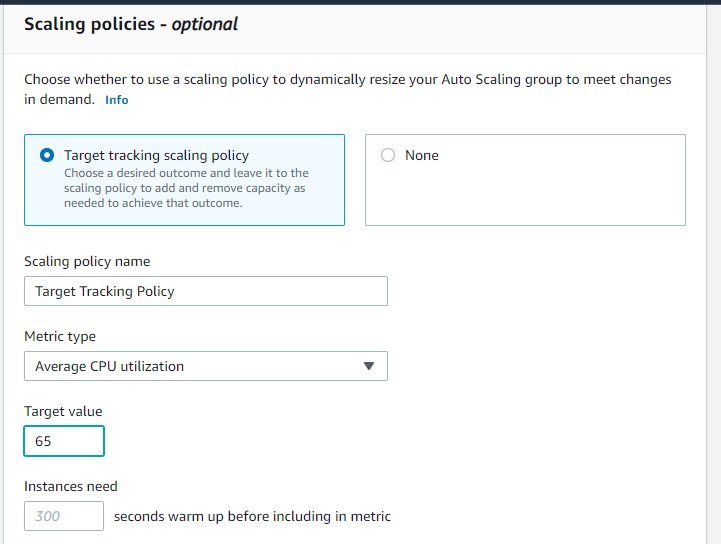 Scaling policies - optional
Choose whether to use a scaling policy to dynamically resize your Auto Scaling group to meet changes
in demand. Info
Target tracking scaling policy
Choose a desired outcome and leave it to the
scaling policy to add and remove capacity as
needed to achieve that outcome.
None
Scaling policy name
Target Tracking Policy
Metric type
Average CPU utilization
Target value
65
Instances need
300 seconds warm up before including in metric